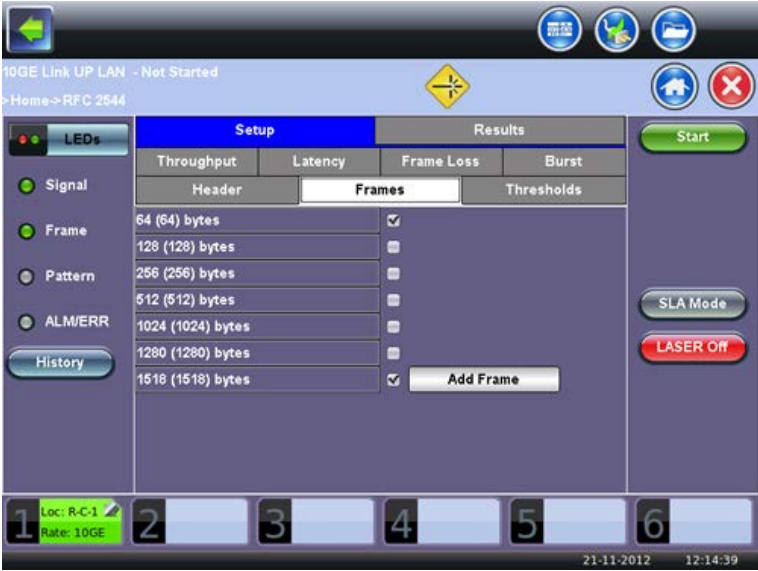 10GE Link UP LAN - Not Started
>Home->RFC 2544
LEDs
Signal
Frame
Pattern
ALM/ERR
History
Setup
Results
Throughput
Latency
Frame Loss
Burst
Header
Frames
Thresholds
64 (64) bytes
128 (128) bytes
256 (256) bytes
512 (512) bytes
1024 (1024) bytes
1280 (1280) bytes
1518 (1518) bytes
Add Frame
Start
SLA Mode
LASER Off
1
Loc: R-C-1
Rate: 10GE
2
3
4
5
6
21-11-2012 12:14:39